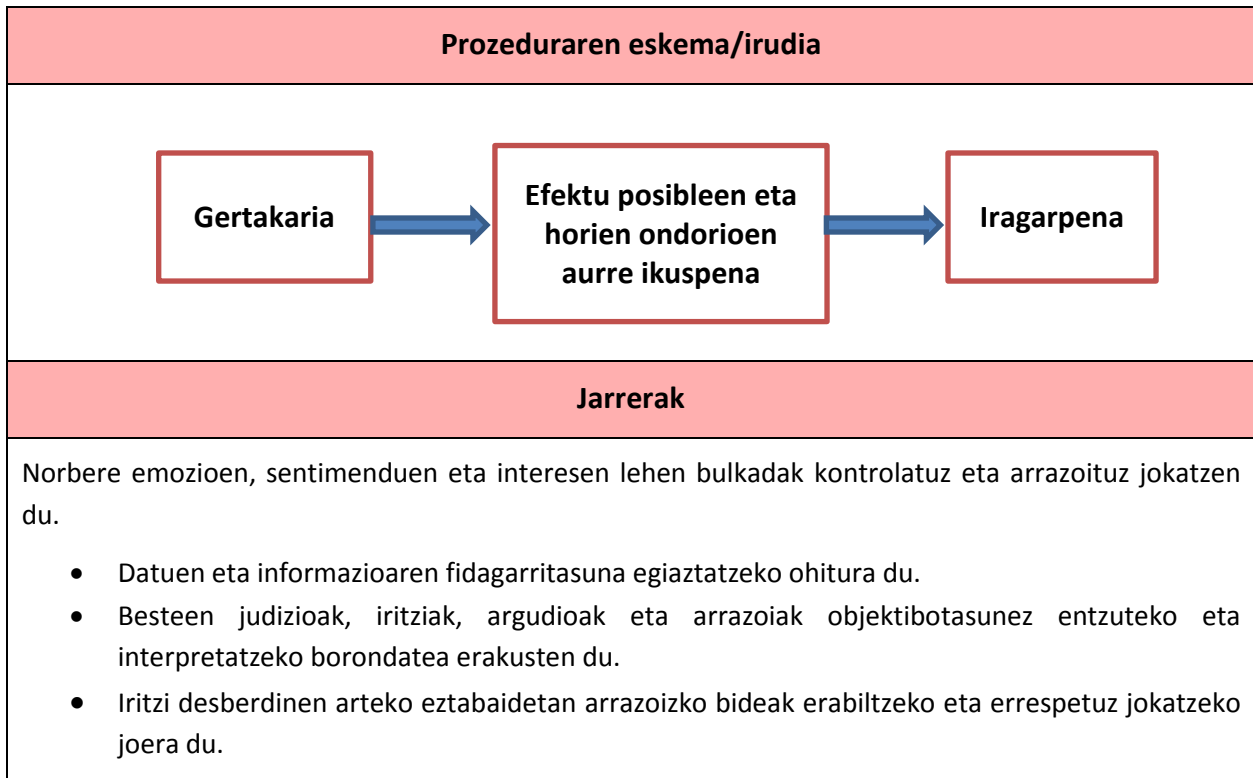 Prozeduraren eskema/irudia
Gertakaria
Efektu posibleen eta
horien ondorioen
aurre ikuspena
Iragarpena
Jarrerak
Norbere emozioen, sentimenduen eta interesen lehen bulkadak kontrolatuz eta arrazoituz jokatzen
du.
• Datuen eta informazioaren fidagarritasuna egiaztatzeko ohitura du.
• Besteen judizioak, iritziak, argudioak eta arrazoiak objektibotasunez entzuteko eta
interpretatzeko borondatea erakusten du.
• Iritzi desberdinen arteko eztabaidetan arrazoizko bideak erabiltzeko eta errespetuz jokatzeko
joera du.